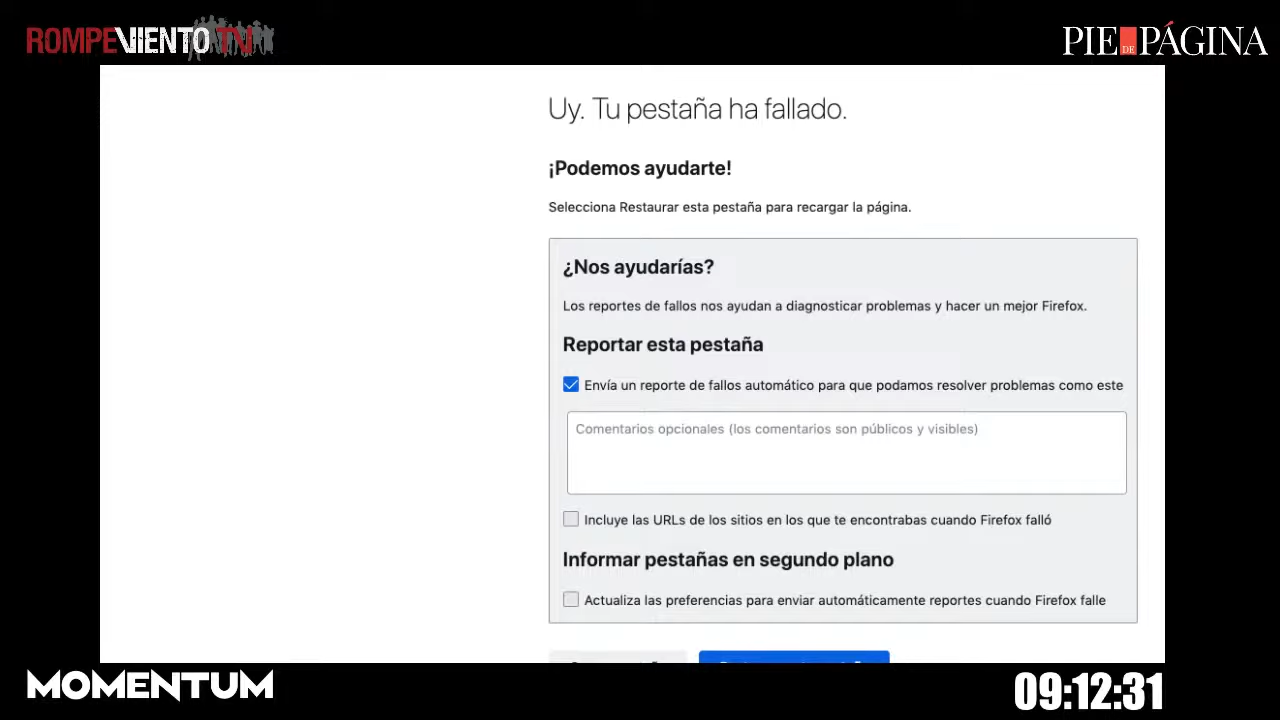 ROMPEVIENTO TV
PIE DE PÁGINA
Uy. Tu pestaña ha fallado.
¡Podemos ayudarte!
Selecciona Restaurar esta pestaña para recargar la página.
¿Nos ayudarías?
Los reportes de fallos nos ayudan a diagnosticar problemas y hacer un mejor Firefox.
Reportar esta pestaña
Envía un reporte de fallos automático para que podamos resolver problemas como este
Comentarios opcionales (los comentarios son públicos y visibles)
Incluye las URLs de los sitios en los que te encontrabas cuando Firefox falló
Informar pestañas en segundo plano
Actualiza las preferencias para enviar automáticamente reportes cuando Firefox falle
MOMENTUM
09:12:31